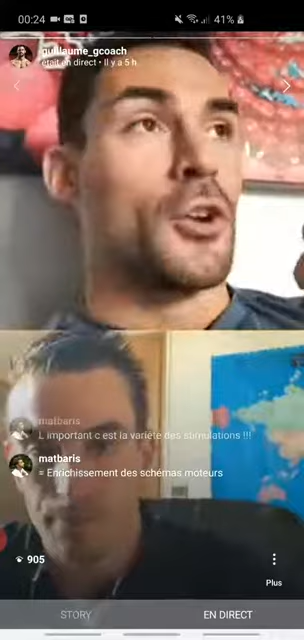 00:24
41%
guillaume_gcoach
était en direct • Il y a 5 h
matbaris
L important c est la variété des stimulations !!!
matbaris
= Enrichissement des schémas moteurs
905
Plus
STORY
EN DIRECT